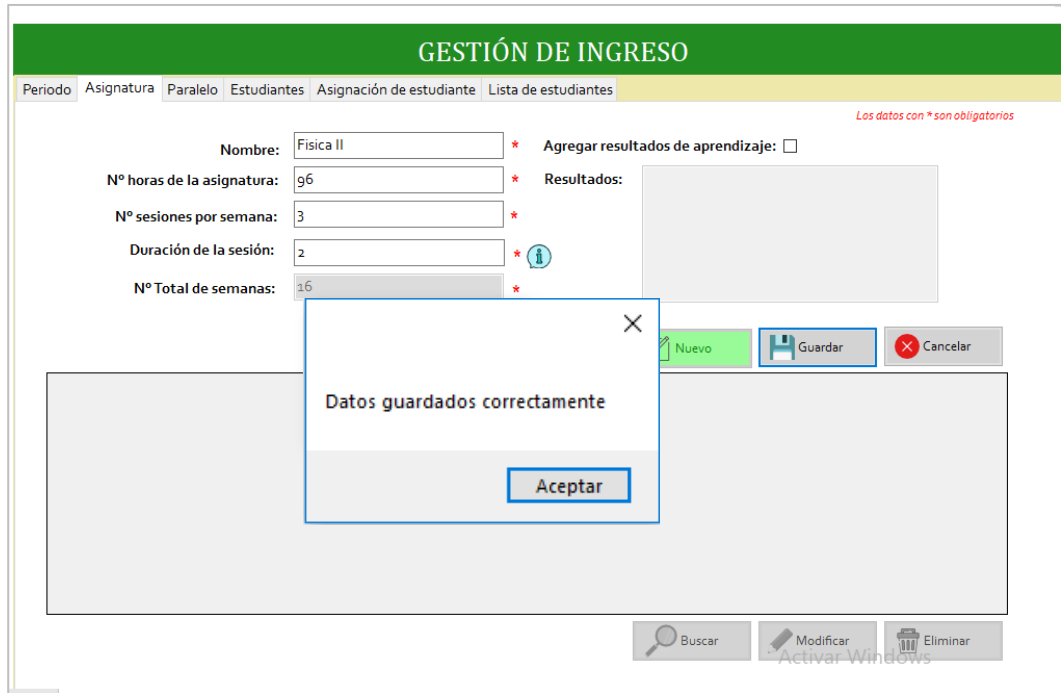 GESTIÓN DE INGRESO
Periodo Asignatura Paralelo Estudiantes Asignación de estudiante Lista de estudiantes
Los datos con * son obligatorios
Nombre: Fisica II * Agregar resultados de aprendizaje:
Nº horas de la asignatura: 96 * Resultados:
Nº sesiones por semana: 3 *
Duración de la sesión: 2 *
Nº Total de semanas: 16 *
Nuevo Guardar Cancelar
Datos guardados correctamente
Aceptar
Buscar Modificar Eliminar
Activar Windows